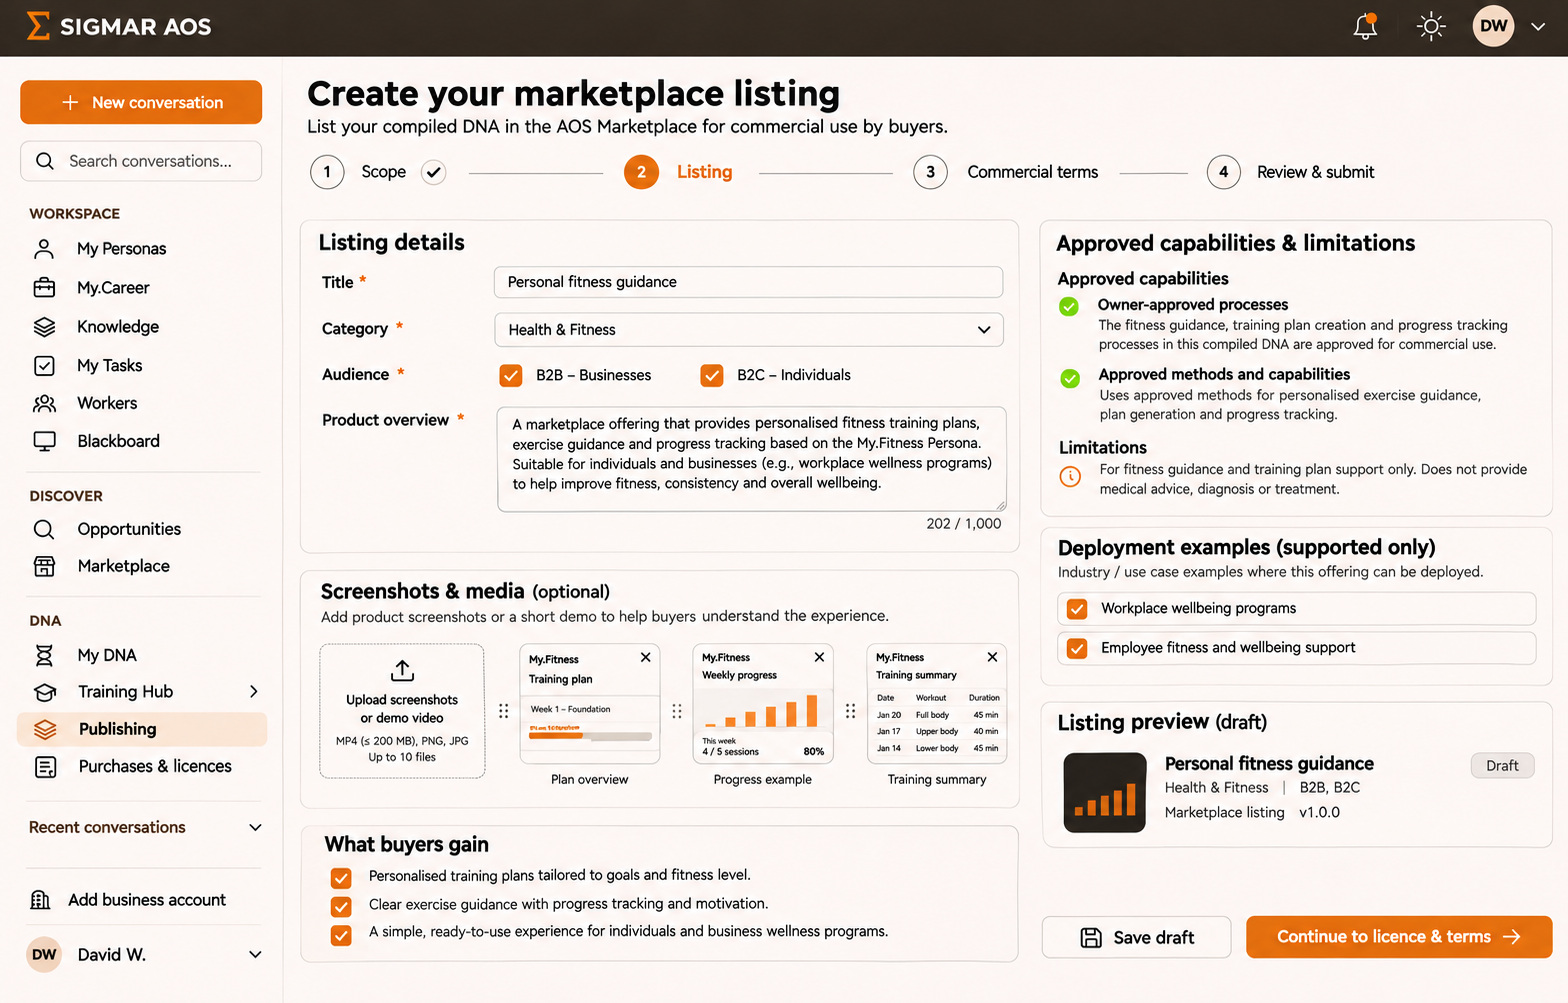 Σ SIGMAR AOS
DW
New conversation
Search conversations...
WORKSPACE
My Personas
My.Career
Knowledge
My Tasks
Workers
Blackboard
DISCOVER
Opportunities
Marketplace
DNA
My DNA
Training Hub
Publishing
Purchases & licences
Recent conversations
Add business account
DW David W.
Create your marketplace listing
List your compiled DNA in the AOS Marketplace for commercial use by buyers.
1 Scope
2 Listing
3 Commercial terms
4 Review & submit
Listing details
Title *
Personal fitness guidance
Category *
Health & Fitness
Audience *
B2B – Businesses
B2C – Individuals
Product overview *
A marketplace offering that provides personalised fitness training plans,
exercise guidance and progress tracking based on the My.Fitness Persona.
Suitable for individuals and businesses (e.g., workplace wellness programs)
to help improve fitness, consistency and overall wellbeing.
202 / 1,000
Screenshots & media (optional)
Add product screenshots or a short demo to help buyers understand the experience.
Upload screenshots
or demo video
MP4 (≤ 200 MB), PNG, JPG
Up to 10 files
My.Fitness
Training plan
Week 1 – Foundation
Plan overview
My.Fitness
Weekly progress
This week
4 / 5 sessions 80%
Progress example
My.Fitness
Training summary
Date Workout Duration
Jan 20 Full body 45 min
Jan 17 Upper body 40 min
Jan 14 Lower body 45 min
Training summary
What buyers gain
Personalised training plans tailored to goals and fitness level.
Clear exercise guidance with progress tracking and motivation.
A simple, ready-to-use experience for individuals and business wellness programs.
Approved capabilities & limitations
Approved capabilities
Owner-approved processes
The fitness guidance, training plan creation and progress tracking
processes in this compiled DNA are approved for commercial use.
Approved methods and capabilities
Uses approved methods for personalised exercise guidance,
plan generation and progress tracking.
Limitations
For fitness guidance and training plan support only. Does not provide
medical advice, diagnosis or treatment.
Deployment examples (supported only)
Industry / use case examples where this offering can be deployed.
Workplace wellbeing programs
Employee fitness and wellbeing support
Listing preview (draft)
Personal fitness guidance
Draft
Health & Fitness | B2B, B2C
Marketplace listing v1.0.0
Save draft
Continue to licence & terms →